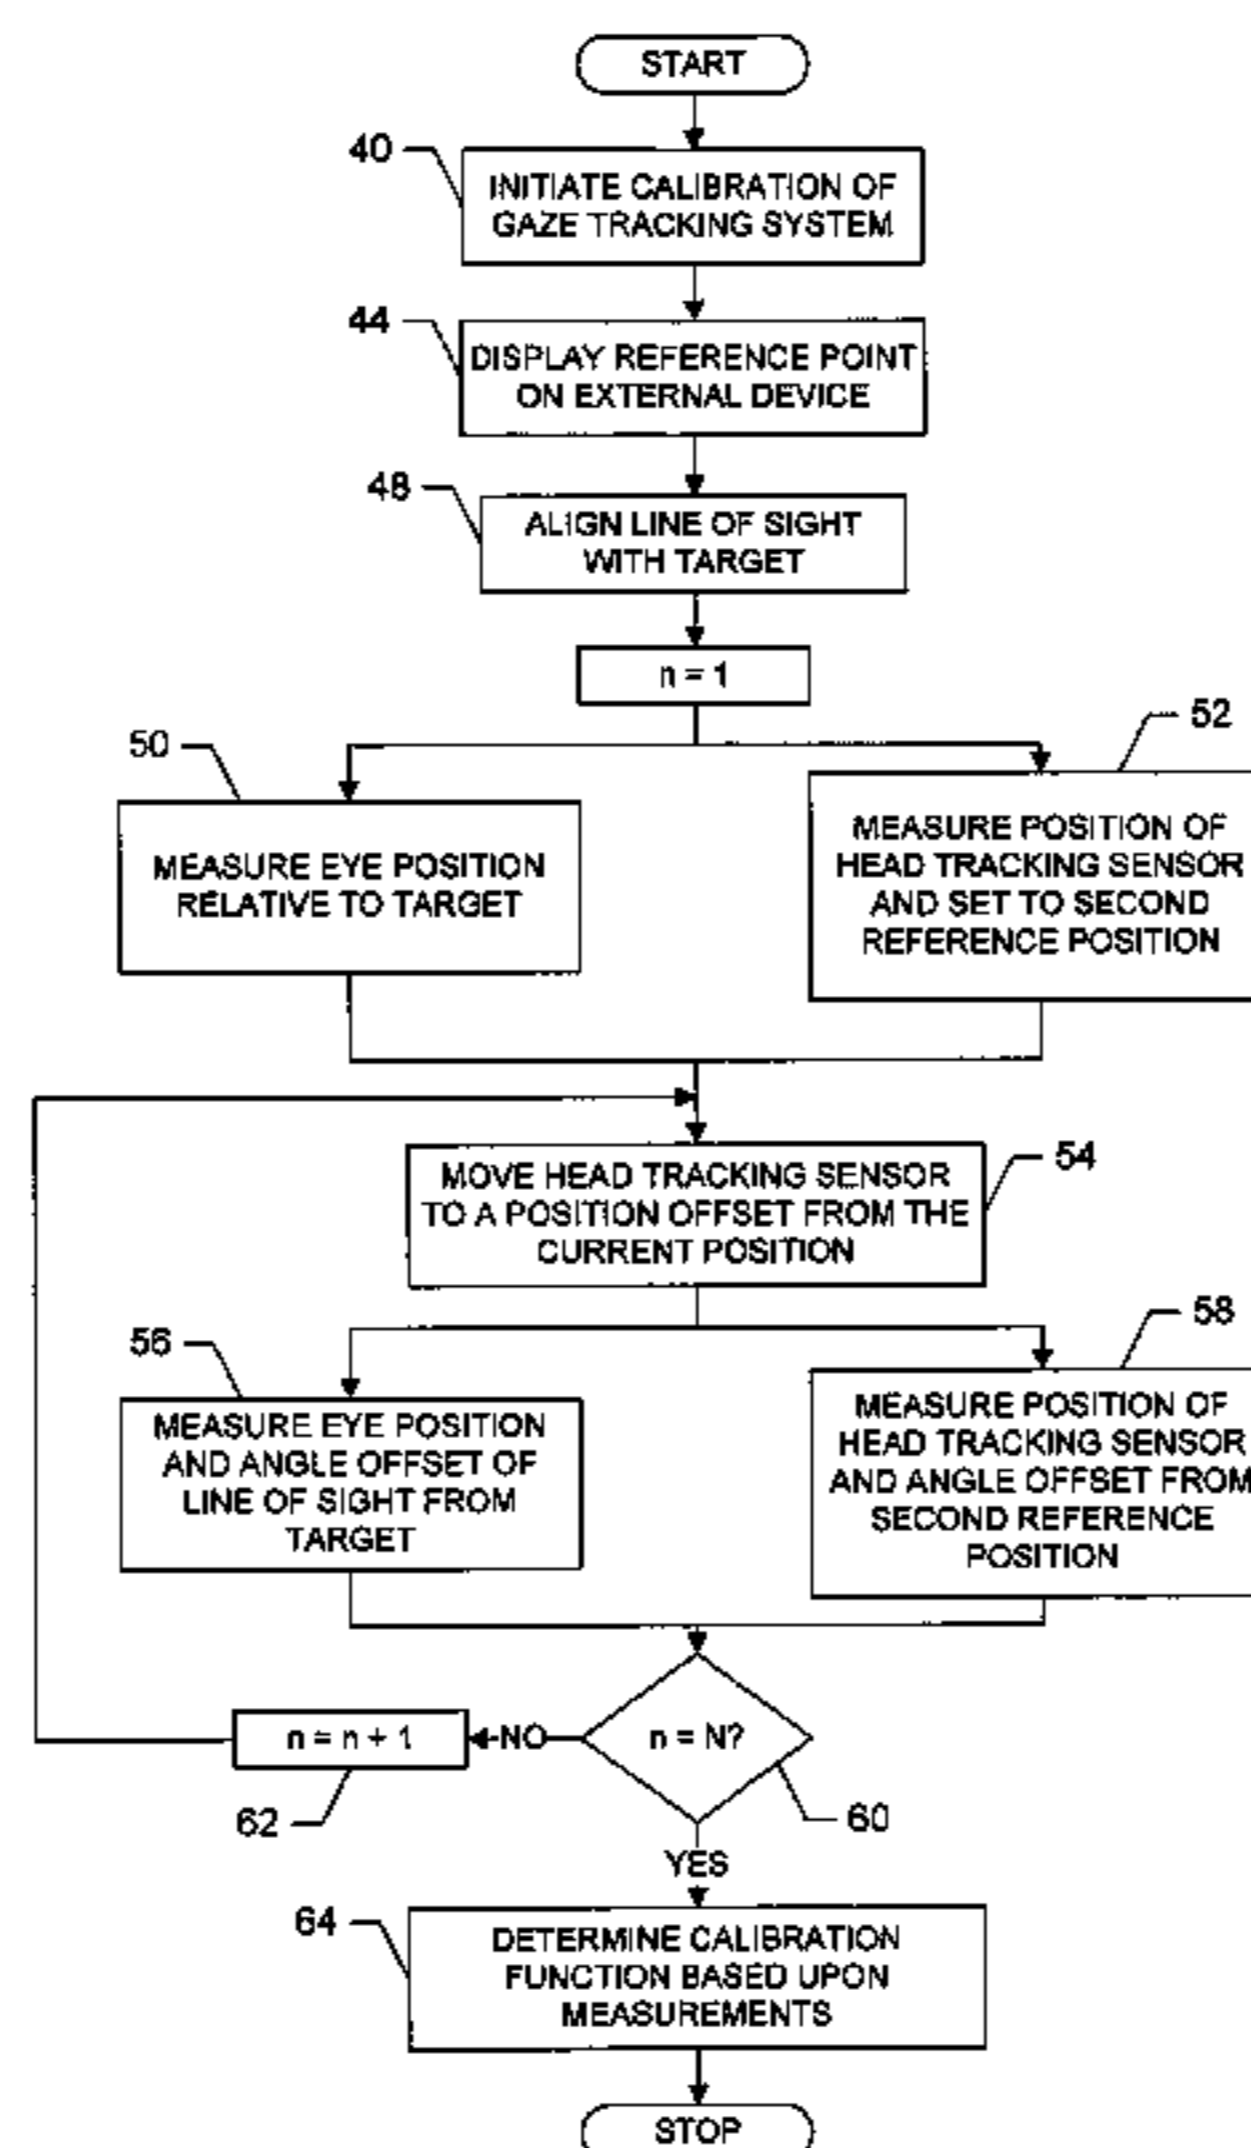 START
40
INITIATE CALIBRATION OF
GAZE TRACKING SYSTEM
44
DISPLAY REFERENCE POINT
ON EXTERNAL DEVICE
48
ALIGN LINE OF SIGHT
WITH TARGET
n = 1
50
MEASURE EYE POSITION
RELATIVE TO TARGET
52
MEASURE POSITION OF
HEAD TRACKING SENSOR
AND SET TO SECOND
REFERENCE POSITION
54
MOVE HEAD TRACKING SENSOR
TO A POSITION OFFSET FROM THE
CURRENT POSITION
56
MEASURE EYE POSITION
AND ANGLE OFFSET OF
LINE OF SIGHT FROM
TARGET
58
MEASURE POSITION OF
HEAD TRACKING SENSOR
AND ANGLE OFFSET FROM
SECOND REFERENCE
POSITION
n = n + 1
NO
n = N?
62
60
YES
64
DETERMINE CALIBRATION
FUNCTION BASED UPON
MEASUREMENTS
STOP